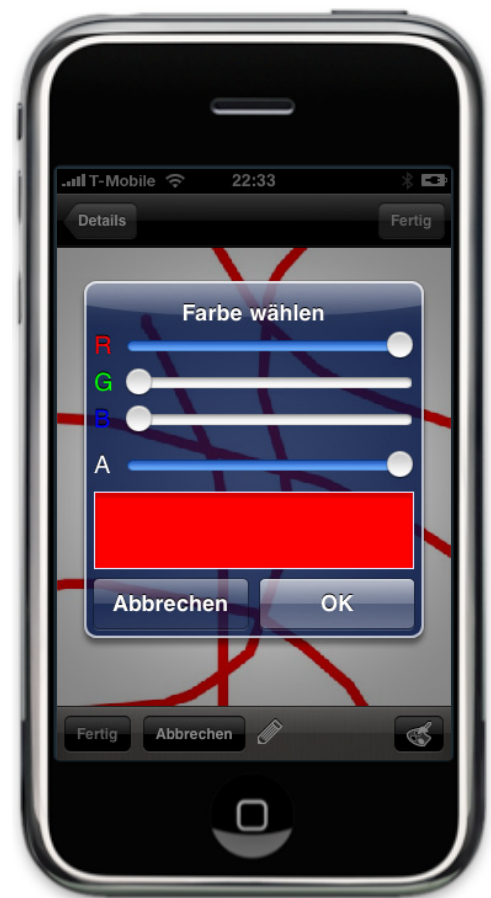 T-Mobile 22:33
Details Fertig
Farbe wählen
R
G
B
A
Abbrechen OK
Fertig Abbrechen